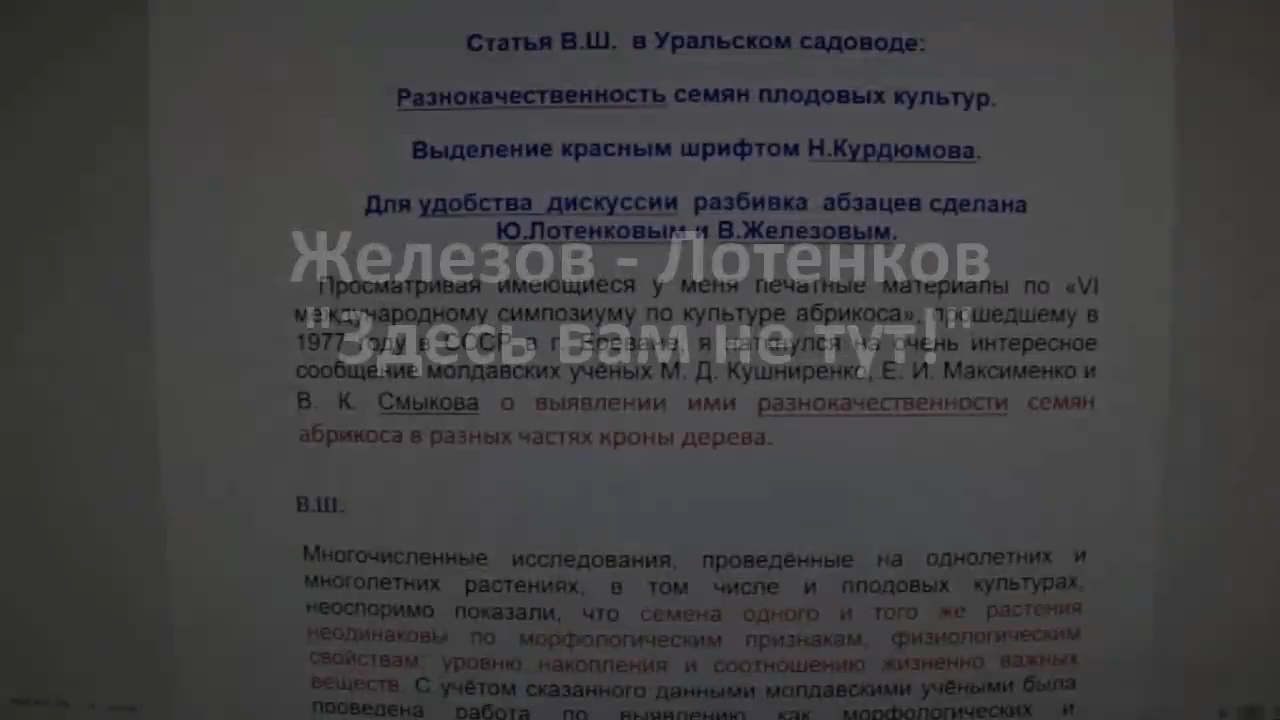 Статья В.Ш. в Уральском садоводе:
Разнокачественность семян плодовых культур.
Выделение красным шрифтом Н.Курдюмова.
Для удобства дискуссии разбивка абзацев сделана
Ю.Лотенковым и В.Железовым.
Железов - Лотенков
"Здесь вам не тут!"
Просматривая имеющиеся у меня печатные материалы по «VI
международному симпозиуму по культуре абрикоса», прошедшему в
1977 году в СССР в г. Ереване, я наткнулся на очень интересное
сообщение молдавских учёных М. Д. Кушниренко, Е. И. Максименко и
В. К. Смыкова о выявлении ими разнокачественности семян
абрикоса в разных частях кроны дерева.
В.Ш.
Многочисленные исследования, проведённые на однолетних и
многолетних растениях, в том числе и плодовых культурах,
неоспоримо показали, что семена одного и того же растения
неодинаковы по морфологическим признакам, физиологическим
свойствам, уровню накопления и соотношению жизненно важных
веществ. С учётом сказанного данными молдавскими учёными была
проведена работа по выявлению как морфологических и